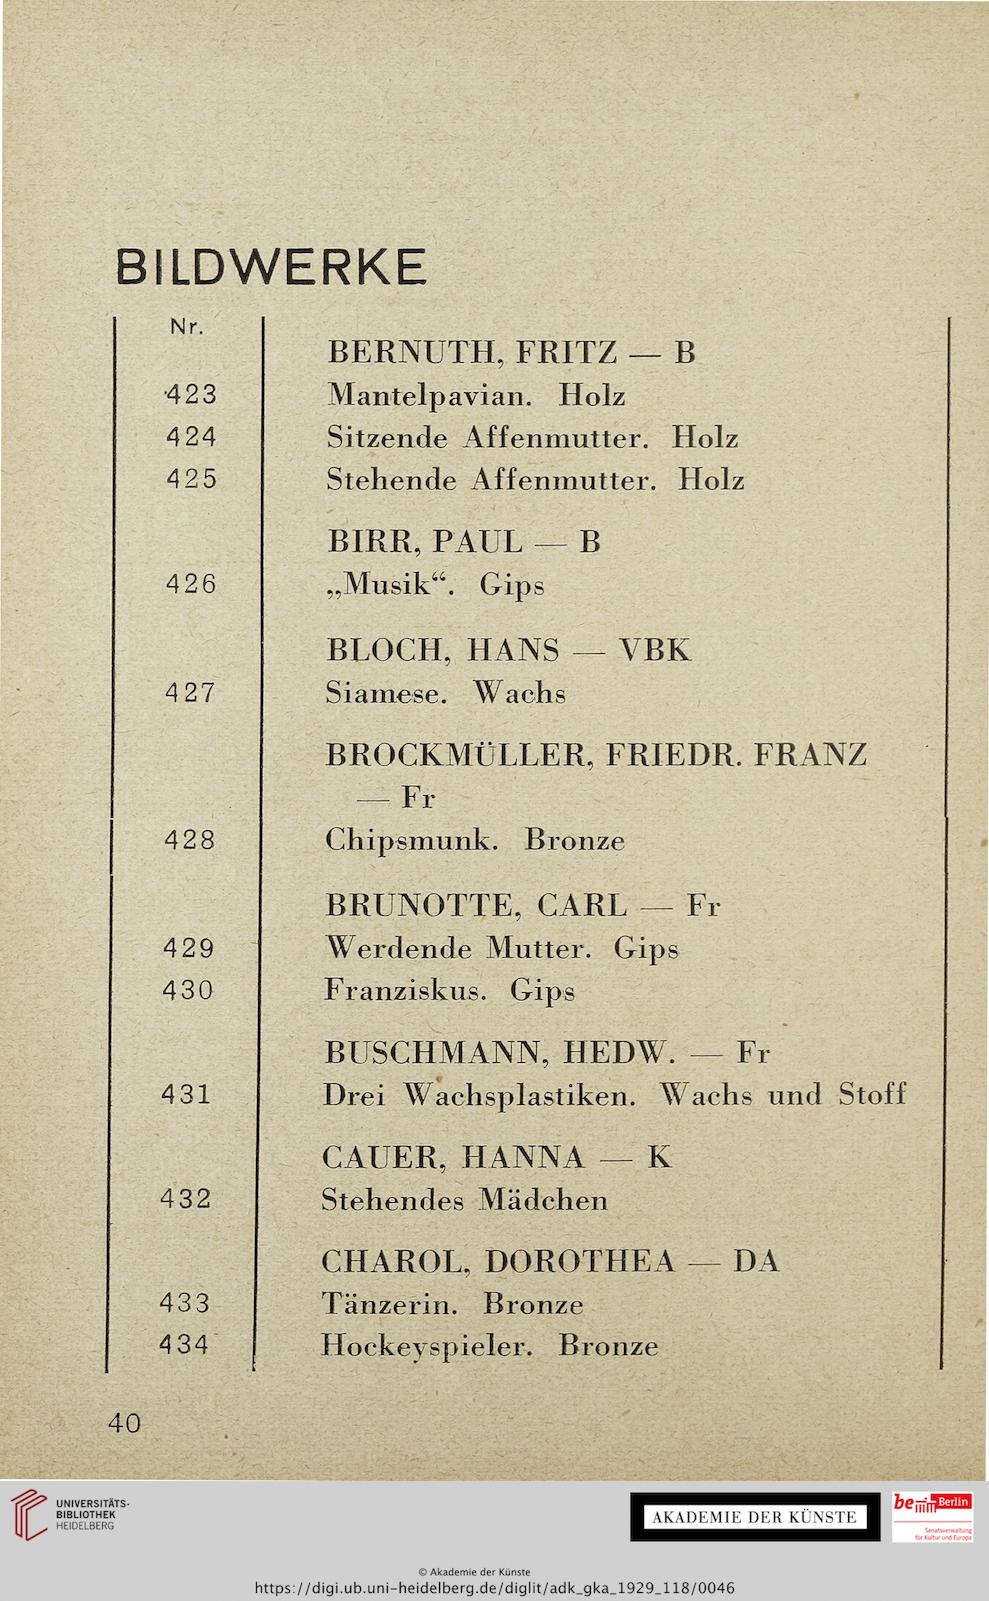 BILDWERKE
Nr.
BERNUTH, FRITZ — B
423 Mantelpavian. Holz
424 Sitzende Affenmutter. Holz
425 Stehende Affenmutter. Holz
BIRR, PAUL — B
426 „Musik“. Gips
BLOCH, HANS — VBK
427 Siamese. Wachs
BROCKMÜLLER, FRIEDR. FRANZ
— Fr
428 Chipsmunk. Bronze
BRUNOTTE, CARL — Fr
429 Werdende Mutter. Gips
430 Franziskus. Gips
BUSCHMANN, HEDW. — Fr
431 Drei Wachsplastiken. Wachs und Stoff
CAUER, HANNA — K
432 Stehendes Mädchen
CHAROL, DOROTHEA — DA
433 Tänzerin. Bronze
434 Hockeyspieler. Bronze
40
UNIVERSITÄTS-
BIBLIOTHEK
HEIDELBERG
AKADEMIE DER KÜNSTE
be Berlin
Senatsverwaltung
für Kultur und Europa
© Akademie der Künste
https://digi.ub.uni-heidelberg.de/diglit/adk_gka_1929_118/0046